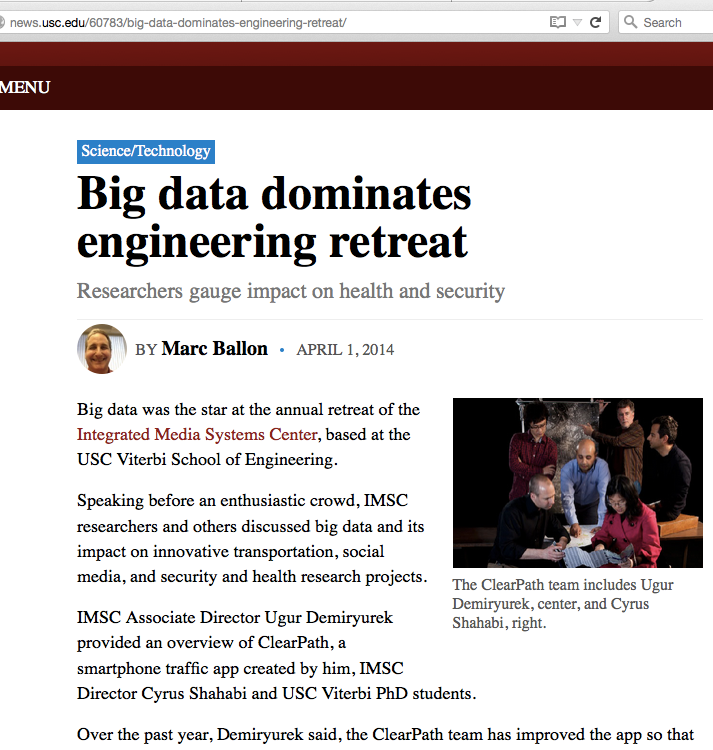 news.usc.edu/60783/big-data-dominates-engineering-retreat/
Search
MENU
Science/Technology
Big data dominates
engineering retreat
Researchers gauge impact on health and security
BY Marc Ballon • APRIL 1, 2014
Big data was the star at the annual retreat of the
Integrated Media Systems Center, based at the
USC Viterbi School of Engineering.
Speaking before an enthusiastic crowd, IMSC
researchers and others discussed big data and its
impact on innovative transportation, social
media, and security and health research projects.
The ClearPath team includes Ugur
Demiryurek, center, and Cyrus
Shahabi, right.
IMSC Associate Director Ugur Demiryurek
provided an overview of ClearPath, a
smartphone traffic app created by him, IMSC
Director Cyrus Shahabi and USC Viterbi PhD students.
Over the past year, Demiryurek said, the ClearPath team has improved the app so that